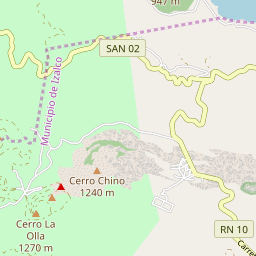 947 m
SAN 02
Municipio de Izalco
Cerro Chino
1240 m
Cerro La
Olla
1270 m
RN 10
Carre